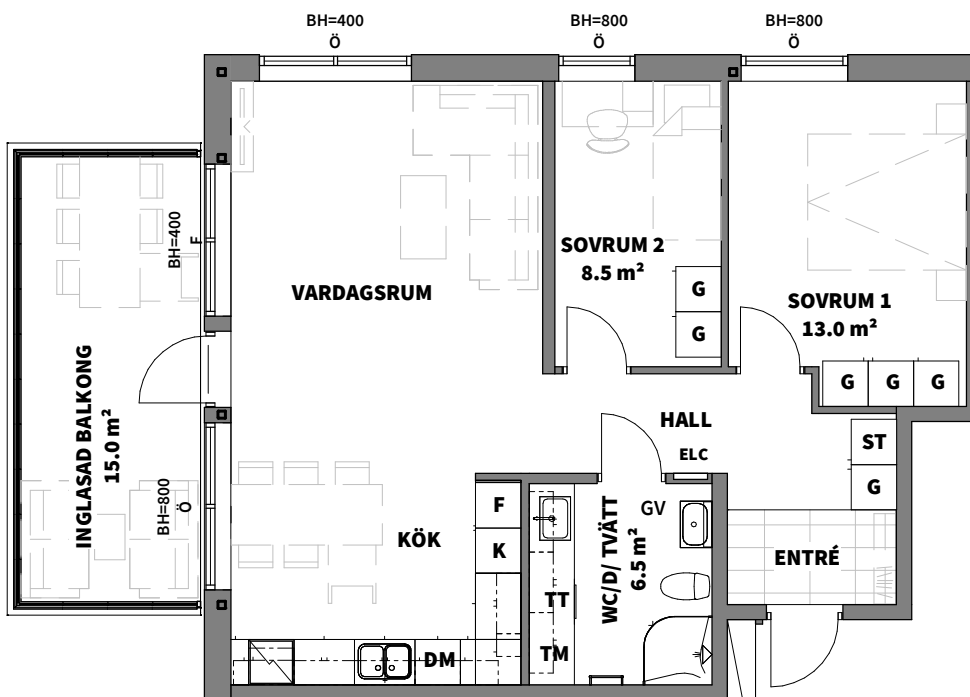 BH=400
Ö
BH=800
Ö
BH=800
Ö
BH=400
F
SOVRUM 2
8.5 m²
VARDAGSRUM
G
G
SOVRUM 1
13.0 m²
G
G
G
INGLASAD BALKONG
15.0 m²
HALL
ELC
ST
G
BH=800
Ö
F
K
KÖK
GV
WC/D/ TVÄTT
6.5 m²
ENTRÉ
TT
TM
DM